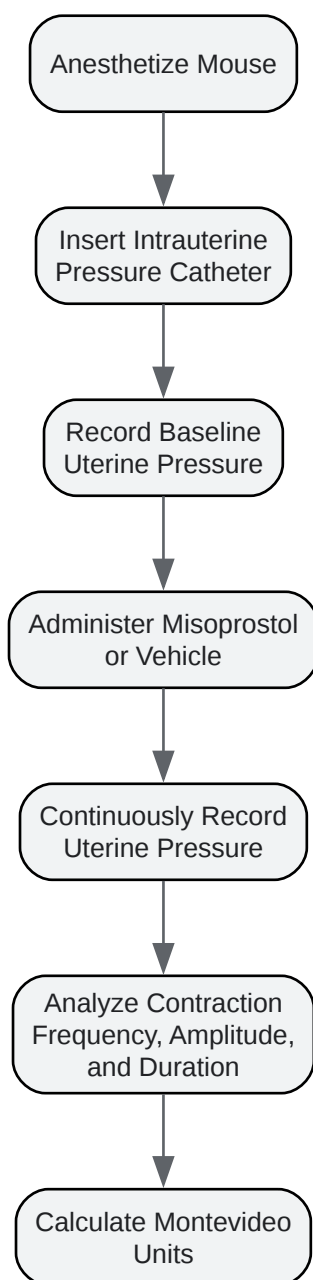 Anesthetize Mouse
Insert Intrauterine
Pressure Catheter
Record Baseline
Uterine Pressure
Administer Misoprostol
or Vehicle
Continuously Record
Uterine Pressure
Analyze Contraction
Frequency, Amplitude,
and Duration
Calculate Montevideo
Units